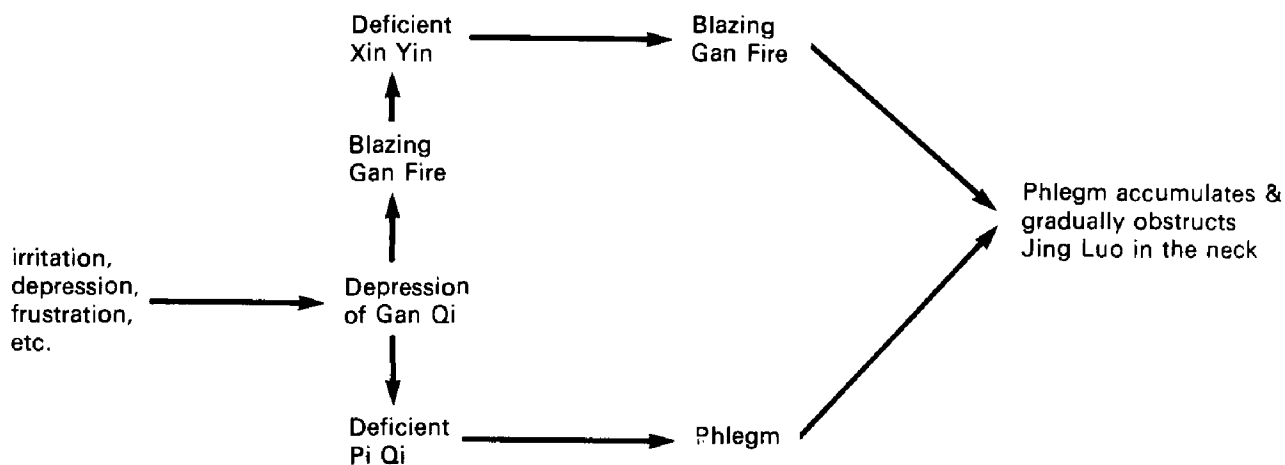 Deficient
Xin Yin
Blazing
Gan Fire
Blazing
Gan Fire
Phlegm accumulates &
gradually obstructs
Jing Luo in the neck
irritation,
depression,
frustration,
etc.
Depression
of Gan Qi
Deficient
Pi Qi
Phlegm